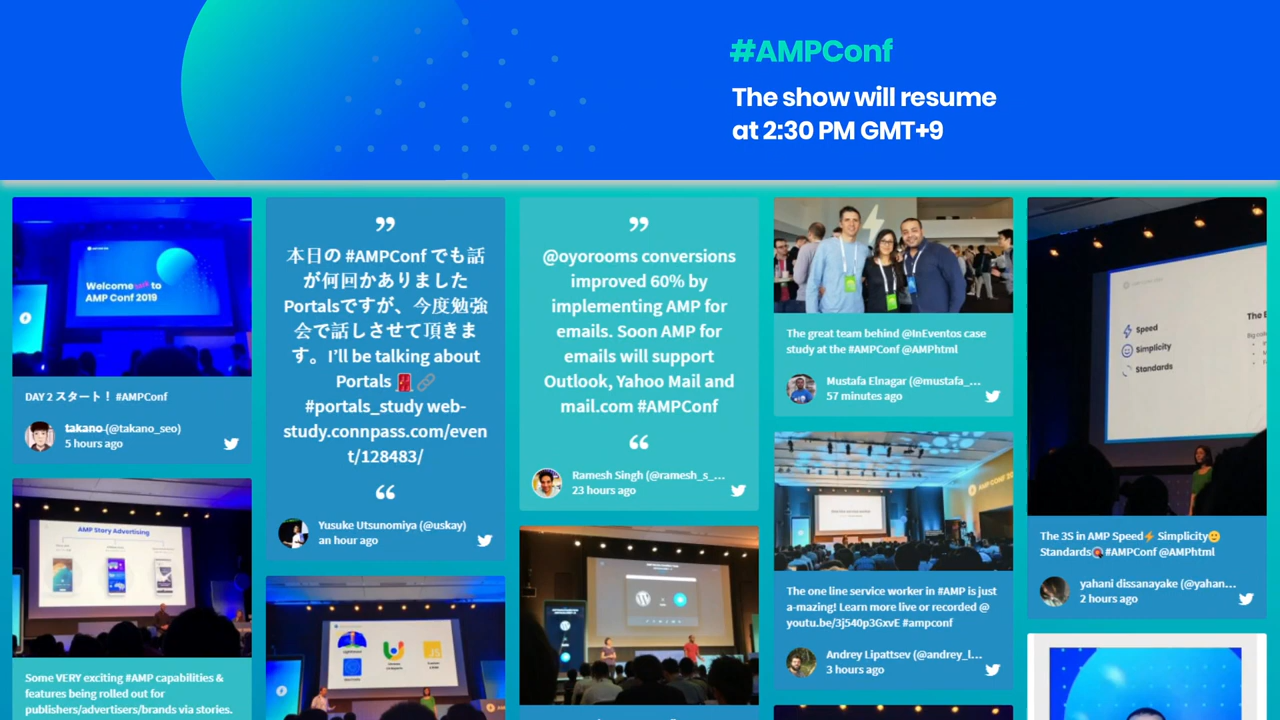 #AMPConf
The show will resume
at 2:30 PM GMT+9
Welcome to
AMP Conf 2019
DAY 2 スタート！ #AMPConf
takano (@takano_seo)
5 hours ago
AMP Story Advertising
Some VERY exciting #AMP capabilities &
features being rolled out for
publishers/advertisers/brands via stories.
”
本日の #AMPConf でも話
が何回かありました
Portalsですが、今度勉強
会で話しさせて頂きま
す。I’ll be talking about
Portals
#portals_study web-
study.connpass.com/even
t/128483/
“
Yusuke Utsunomiya (@uskay)
an hour ago
JS
”
@oyorooms conversions
improved 60% by
implementing AMP for
emails. Soon AMP for
emails will support
Outlook, Yahoo Mail and
mail.com #AMPConf
“
Ramesh Singh (@ramesh_s_...
23 hours ago
The great team behind @InEventos case
study at the #AMPConf @AMPhtml
Mustafa Elnagar (@mustafa_...
57 minutes ago
The one line service worker in #AMP is just
a-mazing! Learn more live or recorded @
youtu.be/3j540p3GxvE #ampconf
Andrey Lipattsev (@andrey_l...
3 hours ago
Speed
Simplicity
Standards
The 3S in AMP Speed⚡ Simplicity🙂
Standards🎯 #AMPConf @AMPhtml
yahani dissanayake (@yahan...
2 hours ago